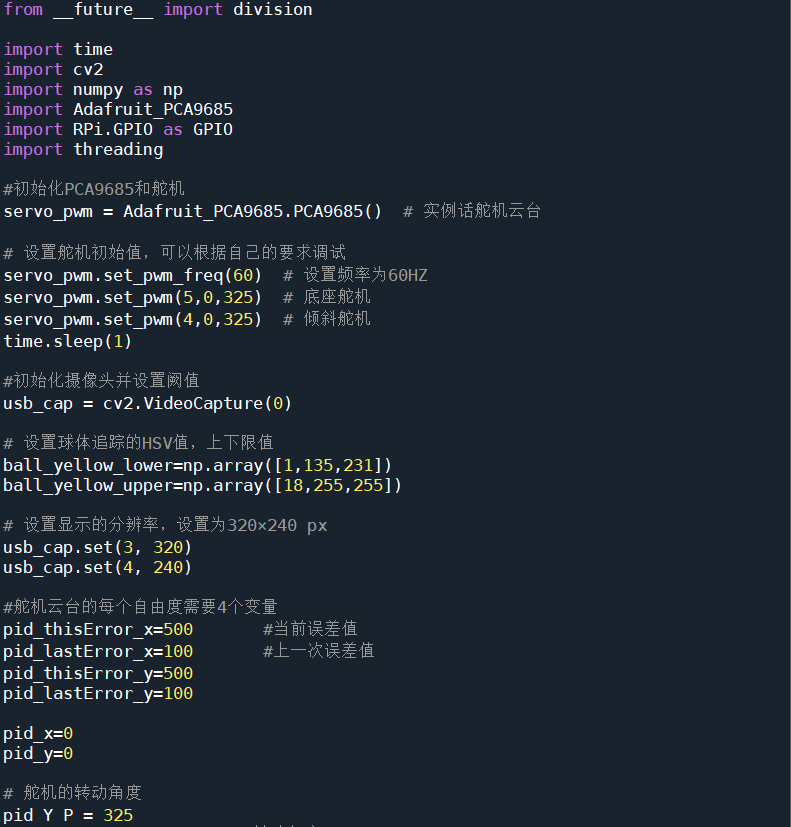 from __future__ import division
import time
import cv2
import numpy as np
import Adafruit_PCA9685
import RPi.GPIO as GPIO
import threading
#初始化PCA9685和舵机
servo_pwm = Adafruit_PCA9685.PCA9685()  # 实例话舵机云台
# 设置舵机初始值，可以根据自己的要求调试
servo_pwm.set_pwm_freq(60)  # 设置频率为60HZ
servo_pwm.set_pwm(5,0,325)  # 底座舵机
servo_pwm.set_pwm(4,0,325)  # 倾斜舵机
time.sleep(1)
#初始化摄像头并设置阙值
usb_cap = cv2.VideoCapture(0)
# 设置球体追踪的HSV值，上下限值
ball_yellow_lower=np.array([1,135,231])
ball_yellow_upper=np.array([18,255,255])
# 设置显示的分辨率，设置为320×240 px
usb_cap.set(3, 320)
usb_cap.set(4, 240)
#舵机云台的每个自由度需要4个变量
pid_thisError_x=500       #当前误差值
pid_lastError_x=100       #上一次误差值
pid_thisError_y=500
pid_lastError_y=100
pid_x=0
pid_y=0
# 舵机的转动角度
pid_Y_P = 325